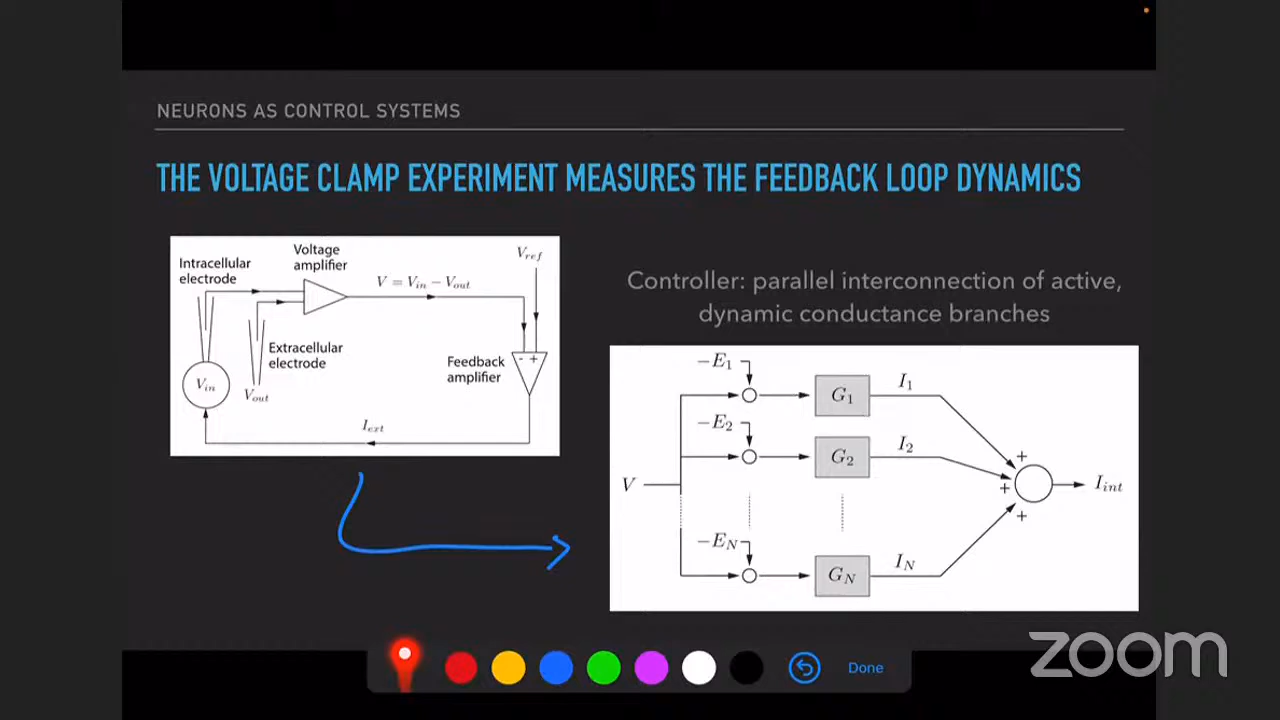 NEURONS AS CONTROL SYSTEMS
THE VOLTAGE CLAMP EXPERIMENT MEASURES THE FEEDBACK LOOP DYNAMICS
Intracellular
electrode
Voltage
amplifier
V = V_in − V_out
V_ref
Extracellular
electrode
Feedback
amplifier
- +
V_in
V_out
I_ext
Controller: parallel interconnection of active,
dynamic conductance branches
−E_1
G_1
I_1
−E_2
G_2
I_2
V
+
+
+
I_int
−E_N
G_N
I_N
zoom
Done